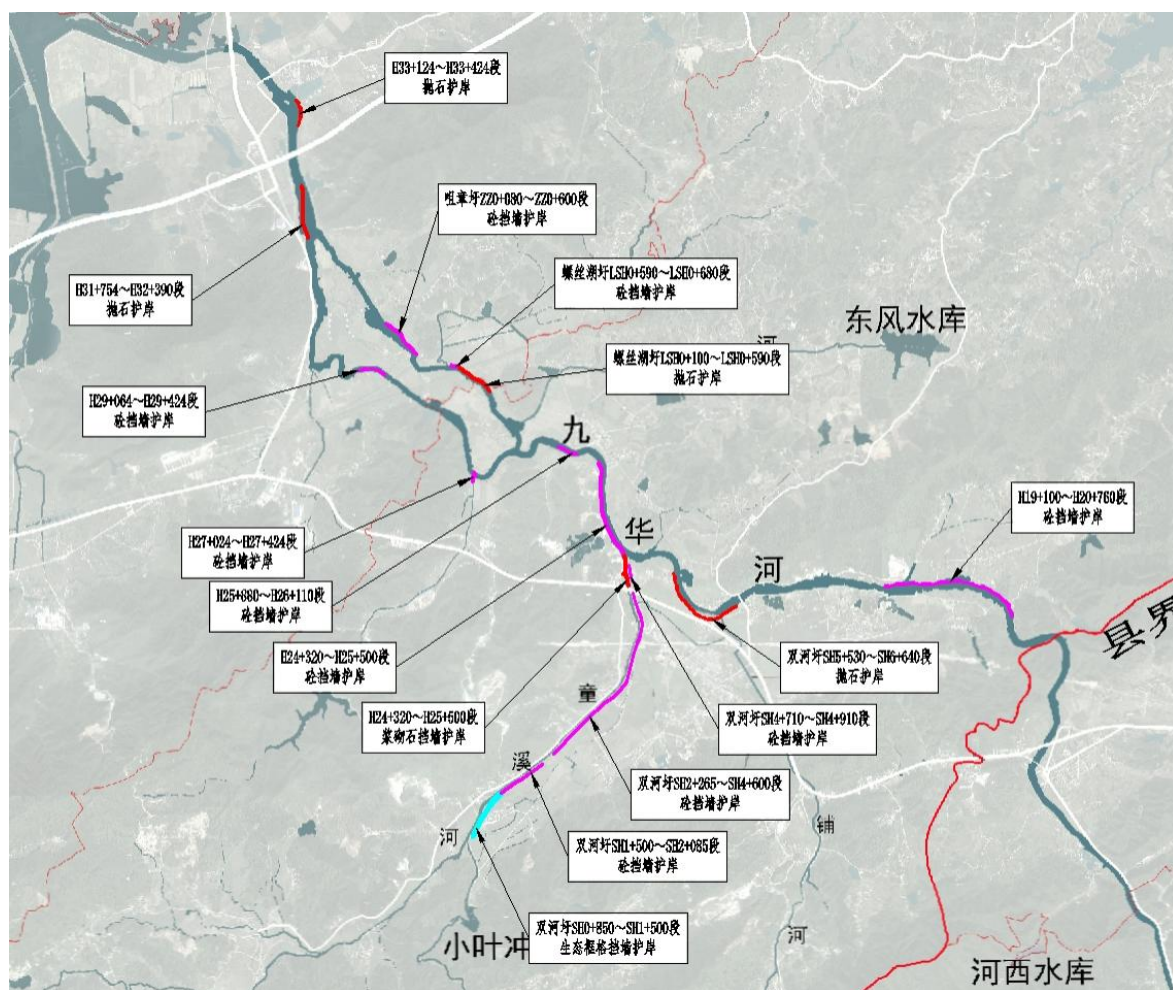 H33+124～H33+424段
抛石护岸
咀章圩ZZ0+080～ZZ0+600段
砼挡墙护岸
H31+754～H32+390段
抛石护岸
螺丝湖圩LSH0+590～LSH0+680段
砼挡墙护岸
东风水库
河
螺丝湖圩LSH0+100～LSH0+590段
抛石护岸
H29+064～H29+424段
砼挡墙护岸
九
华
河
H19+100～H20+760段
砼挡墙护岸
H27+024～H27+424段
砼挡墙护岸
H25+680～H26+110段
砼挡墙护岸
县界
H24+320～H25+500段
砼挡墙护岸
双河圩SH5+530～SH6+640段
抛石护岸
H24+320～H25+500段
浆砌石挡墙护岸
童
溪
河
双河圩SH4+710～SH4+910段
砼挡墙护岸
双河圩SH2+265～SH4+600段
砼挡墙护岸
铺
河
双河圩SH1+500～SH2+085段
砼挡墙护岸
小叶冲
双河圩SH0+850～SH1+500段
生态框格挡墙护岸
河西水库